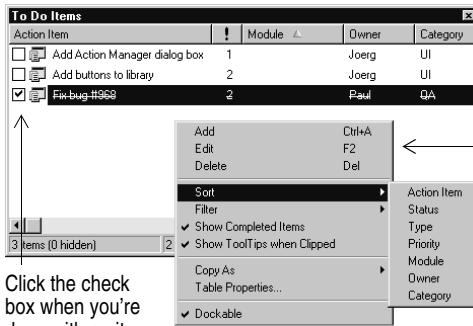 To Do Items
Action Item ! Module Owner Category
Add Action Manager dialog box 1 Joerg UI
Add buttons to library 2 Joerg UI
Fix bug #968 2 Paul QA
Add Ctrl+A
Edit F2
Delete Del
Sort
Filter
Show Completed Items
Show ToolTips when Clipped
Copy As
Table Properties...
Dockable
Action Item
Status
Type
Priority
Module
Owner
Category
3 items (0 hidden) 2
Click the check
box when you're